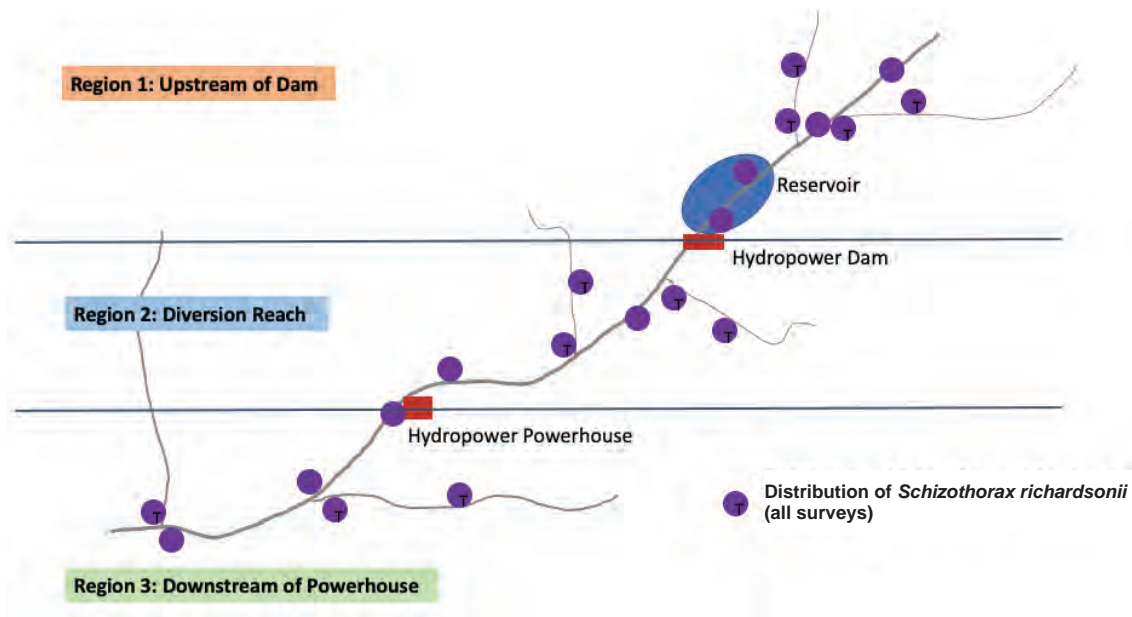 T
Region 1: Upstream of Dam
T
T
T
Reservoir
Hydropower Dam
T
T
Region 2: Diversion Reach
T
T
Hydropower Powerhouse
T
Distribution of Schizothorax richardsonii
T
(all surveys)
T
T
Region 3: Downstream of Powerhouse